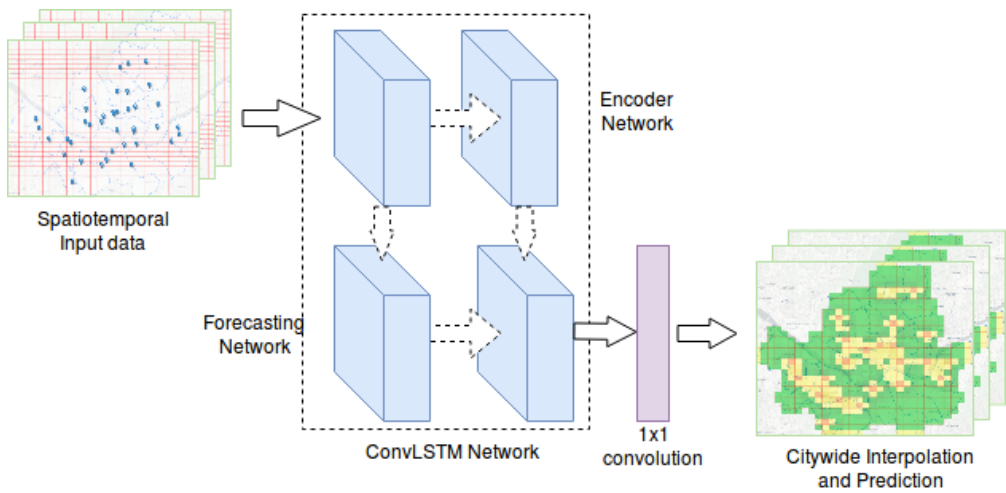 Spatiotemporal
Input data
Encoder
Network
Forecasting
Network
ConvLSTM Network
1x1
convolution
Citywide Interpolation
and Prediction